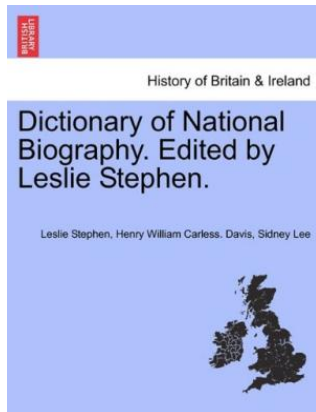 BRITISH
LIBRARY
History of Britain & Ireland
Dictionary of National
Biography. Edited by
Leslie Stephen.
Leslie Stephen, Henry William Carless. Davis, Sidney Lee